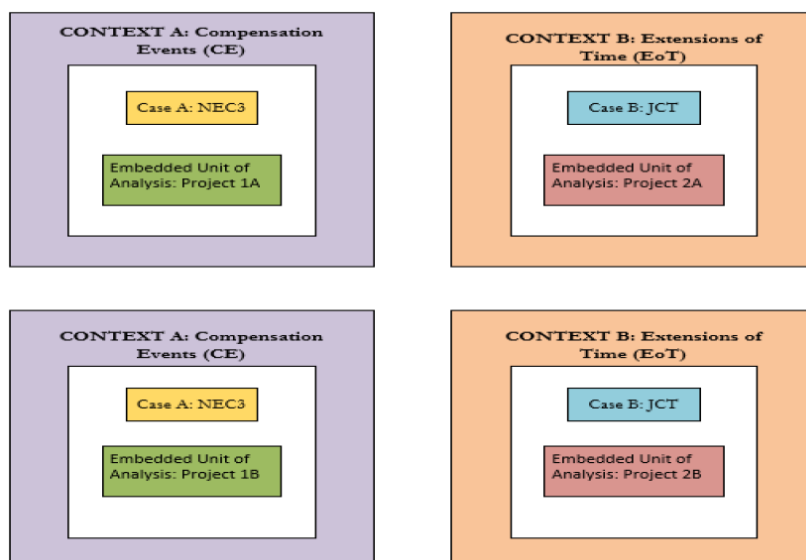 CONTEXT A: Compensation
Events (CE)
Case A: NEC3
Embedded Unit of
Analysis: Project 1A
CONTEXT B: Extensions of
Time (EoT)
Case B: JCT
Embedded Unit of
Analysis: Project 2A
CONTEXT A: Compensation
Events (CE)
Case A: NEC3
Embedded Unit of
Analysis: Project 1B
CONTEXT B: Extensions of
Time (EoT)
Case B: JCT
Embedded Unit of
Analysis: Project 2B